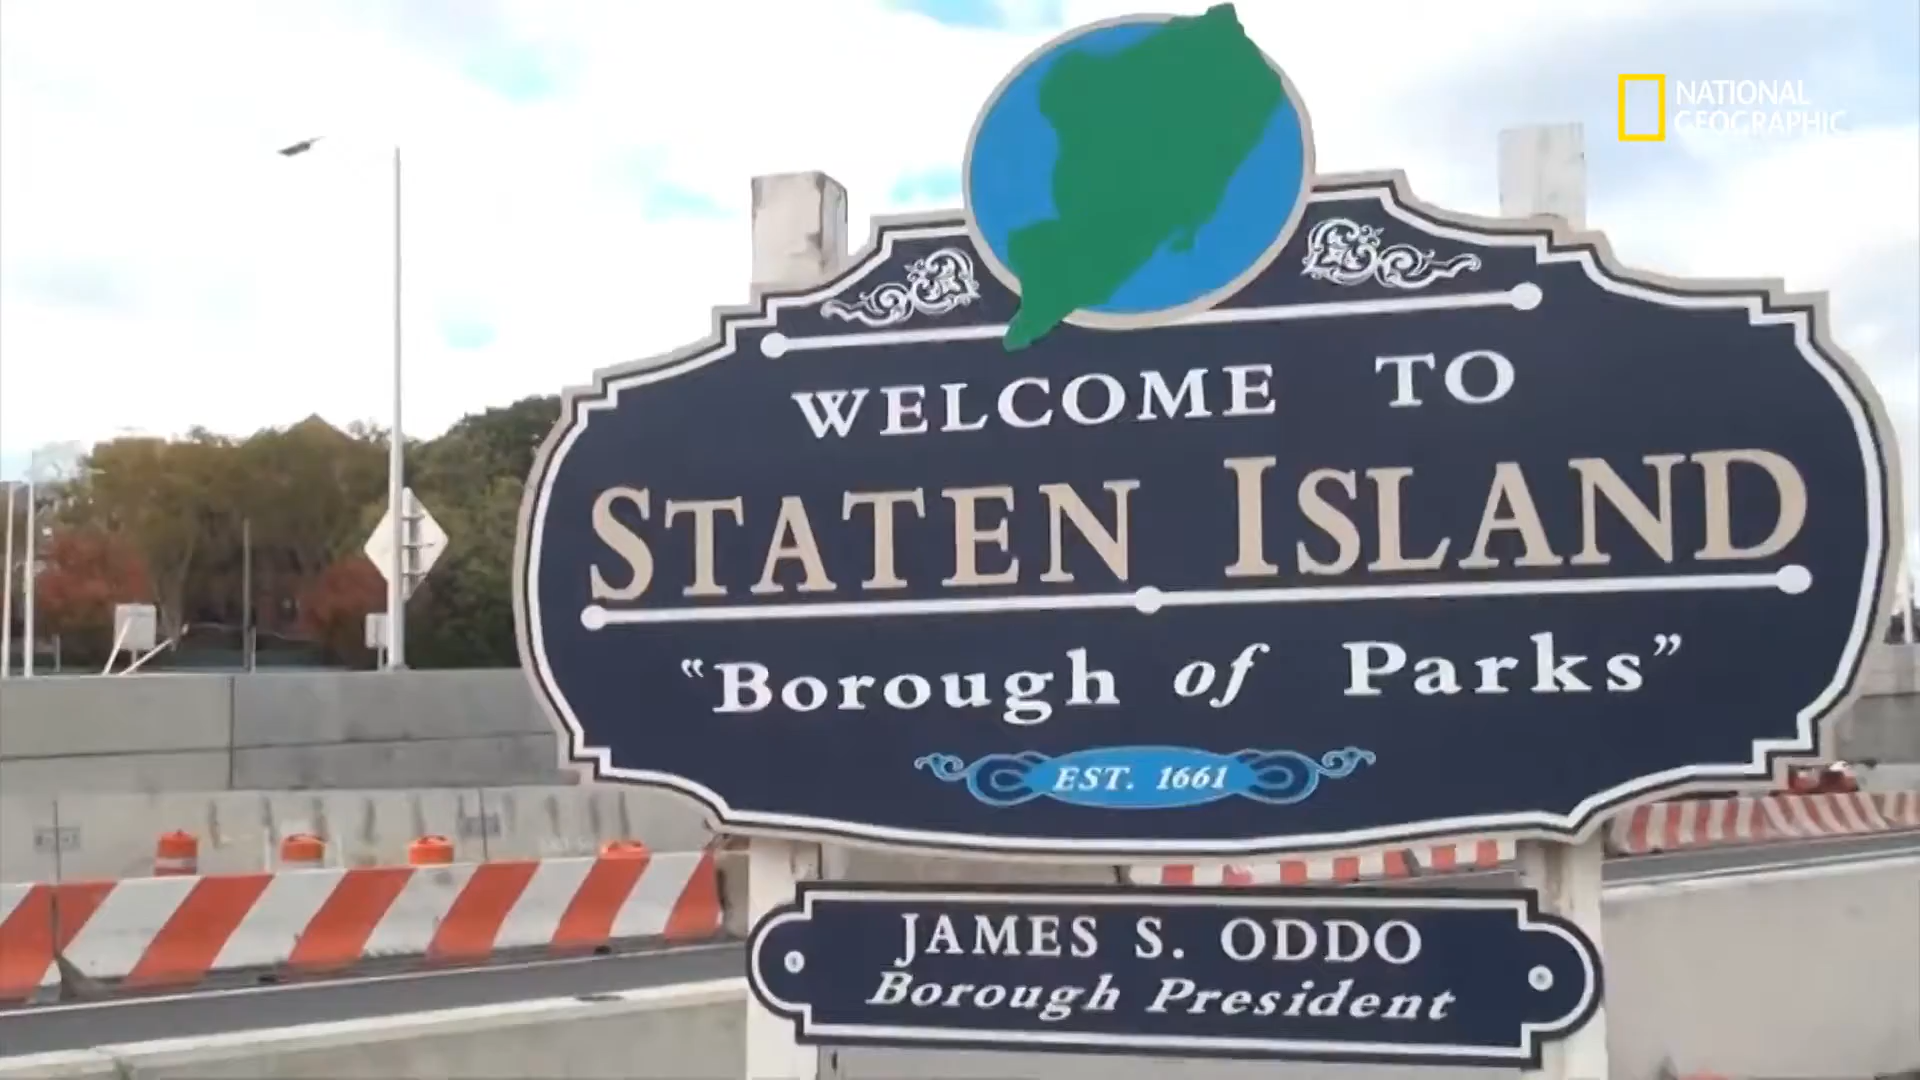 NATIONAL
GEOGRAPHIC
WELCOME TO
STATEN ISLAND
"Borough of Parks"
EST. 1661
JAMES S. ODDO
Borough President